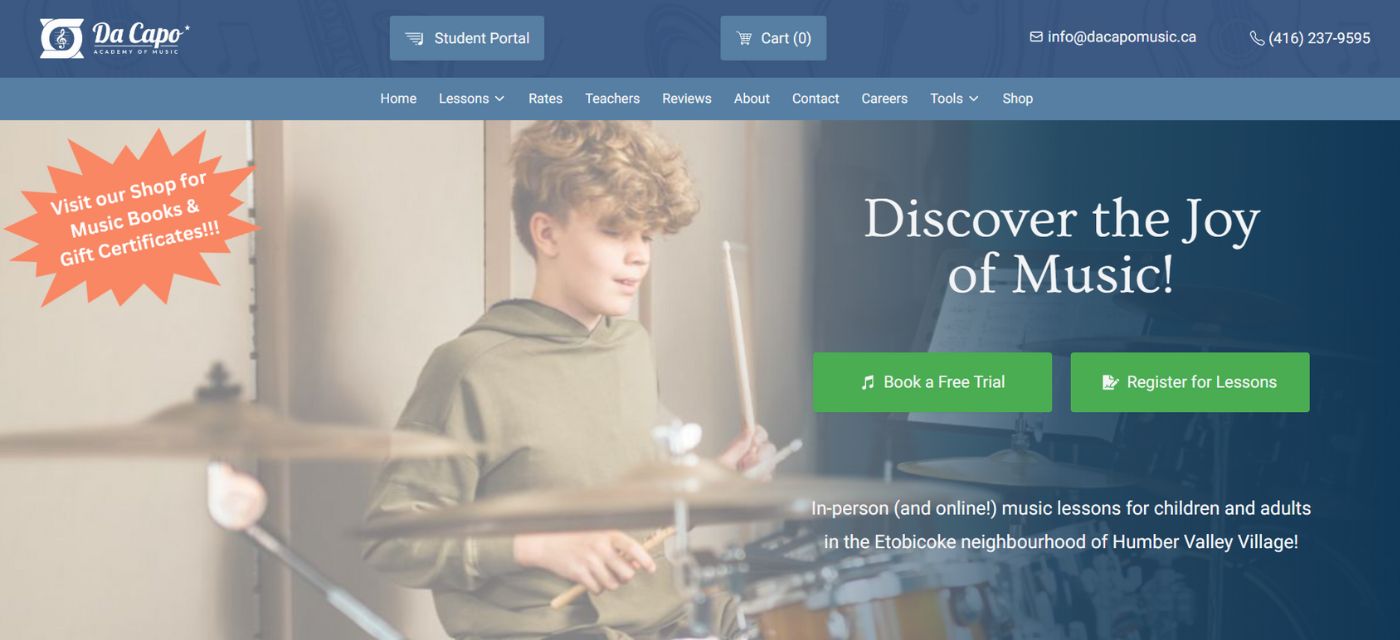 Da Capo
ACADEMY OF MUSIC
Student Portal
Cart (0)
info@dacapomusic.ca
(416) 237-9595
Home Lessons Rates Teachers Reviews About Contact Careers Tools Shop
Visit our Shop for
Music Books &
Gift Certificates!!!
Discover the Joy
of Music!
Book a Free Trial
Register for Lessons
In-person (and online!) music lessons for children and adults
in the Etobicoke neighbourhood of Humber Valley Village!